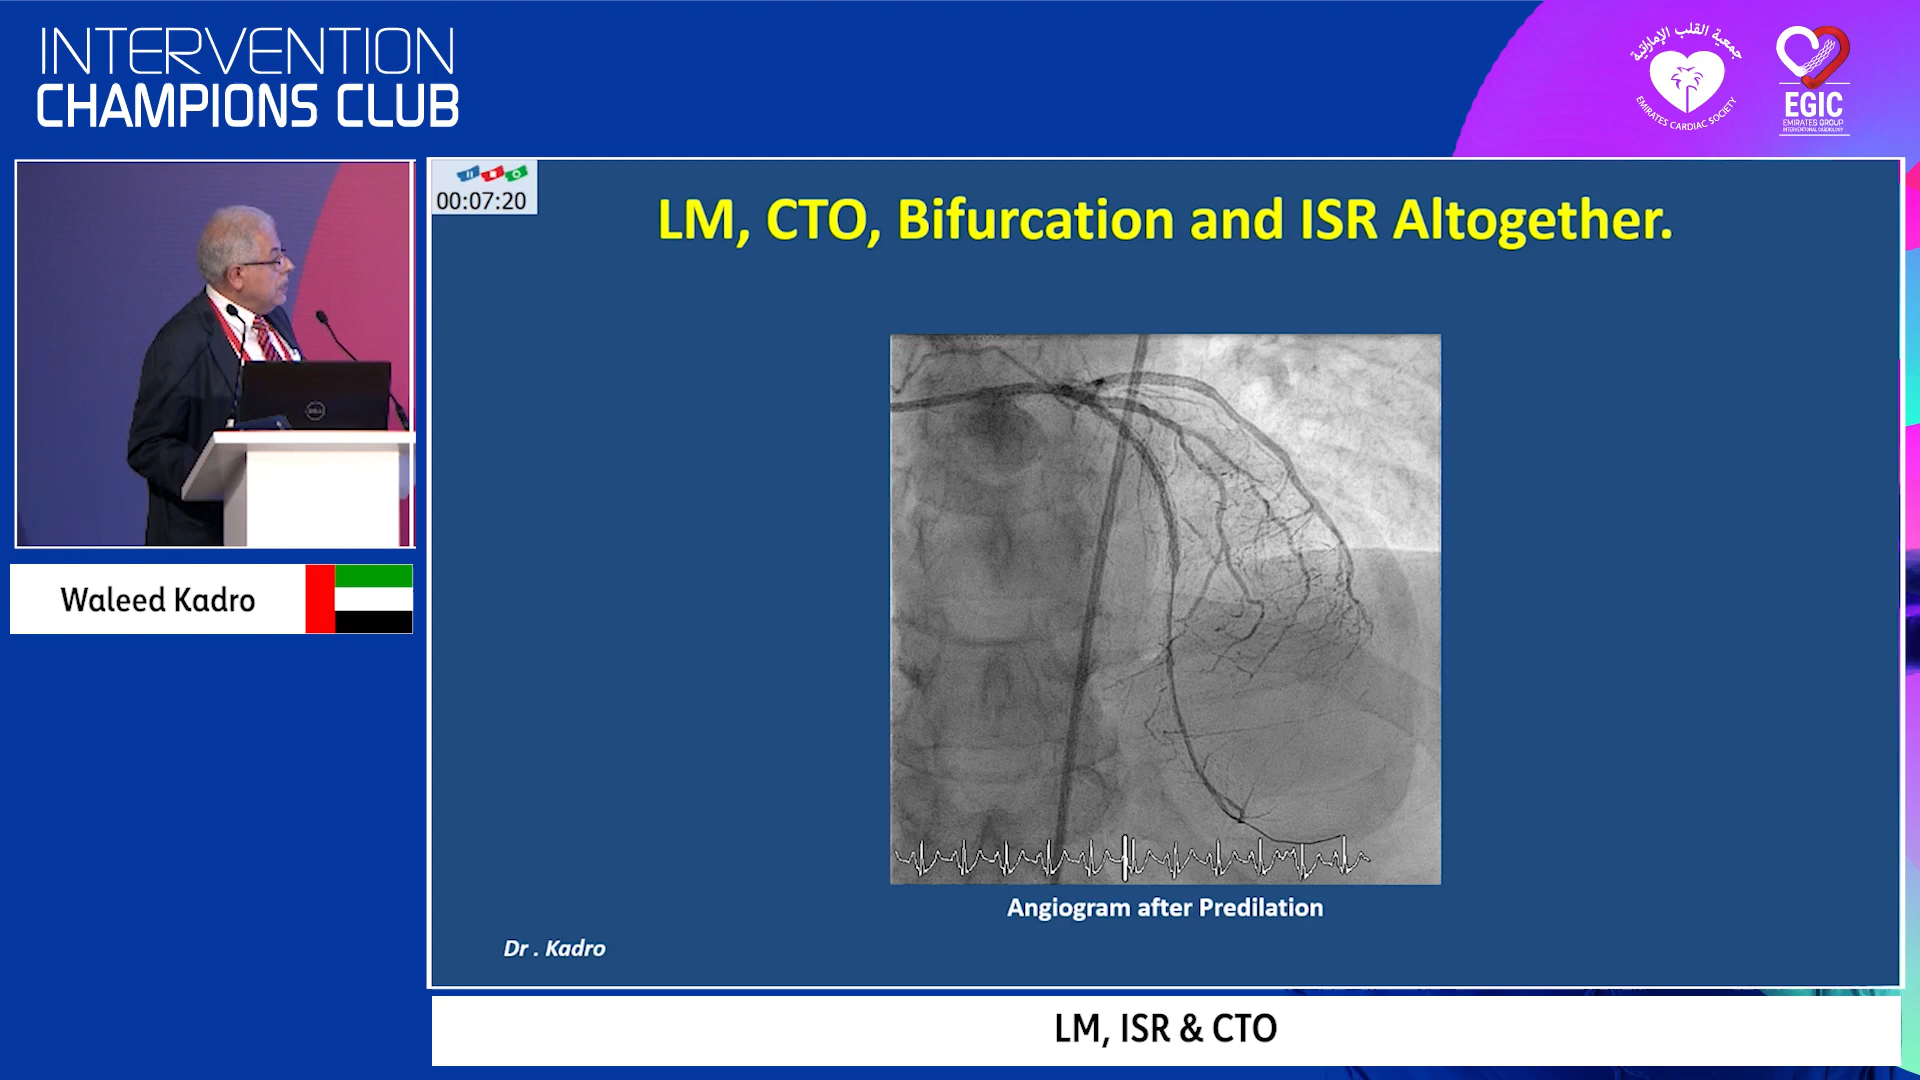 INTERVENTION
CHAMPIONS CLUB
جمعية القلب الإماراتية
EMIRATES CARDIAC SOCIETY
EGIC
EMIRATES GROUP
INTERVENTIONAL CARDIOLOGY
00:07:20
LM, CTO, Bifurcation and ISR Altogether.
DELL
Waleed Kadro
Angiogram after Predilation
Dr . Kadro
LM, ISR & CTO